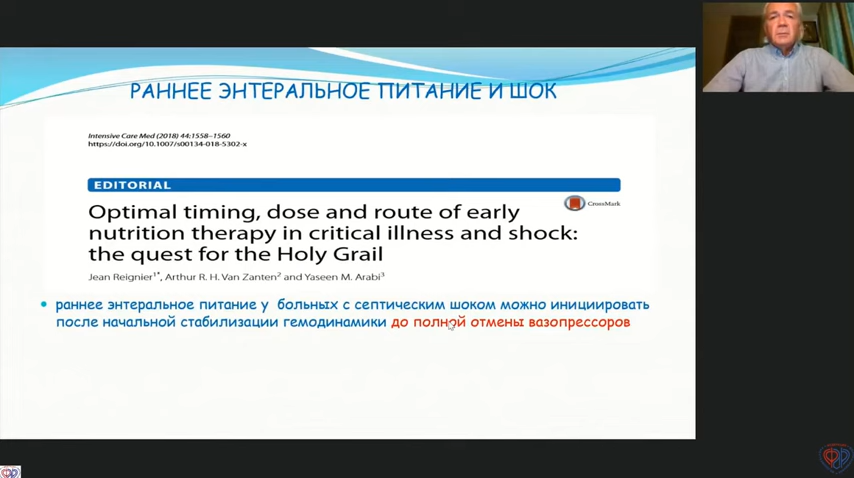 РАННЕЕ ЭНТЕРАЛЬНОЕ ПИТАНИЕ И ШОК
Intensive Care Med (2018) 44:1558–1560
https://doi.org/10.1007/s00134-018-5302-x
EDITORIAL
CrossMark
Optimal timing, dose and route of early
nutrition therapy in critical illness and shock:
the quest for the Holy Grail
Jean Reignier1*, Arthur R. H. Van Zanten2 and Yaseen M. Arabi3
• раннее энтеральное питание у больных с септическим шоком можно инициировать
после начальной стабилизации гемодинамики до полной отмены вазопрессоров